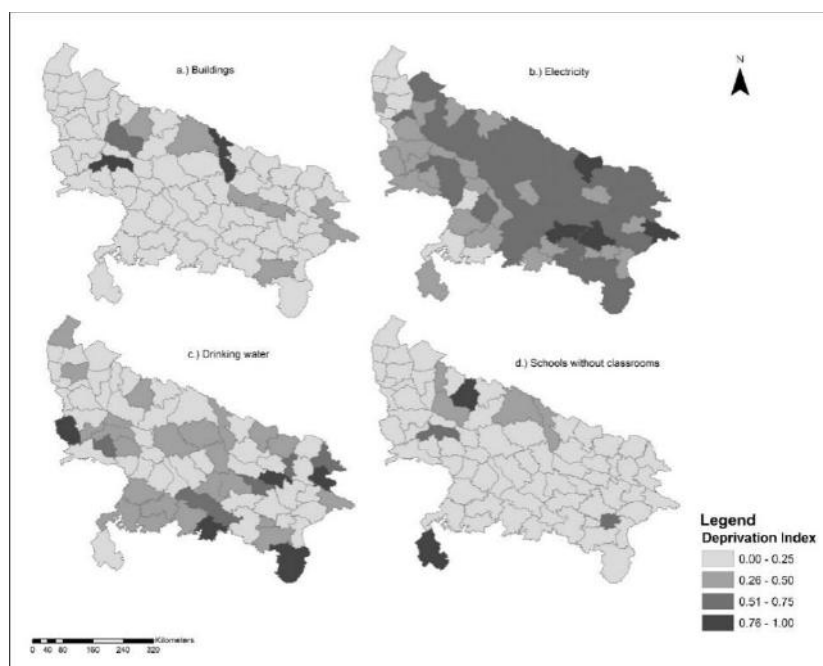 a.) Buildings
b.) Electricity
N
c.) Drinking water
d.) Schools without classrooms
Legend
Deprivation Index
0.00 - 0.25
0.26 - 0.50
0.51 - 0.75
0.76 - 1.00
Kilometers
0 40 80 160 240 320